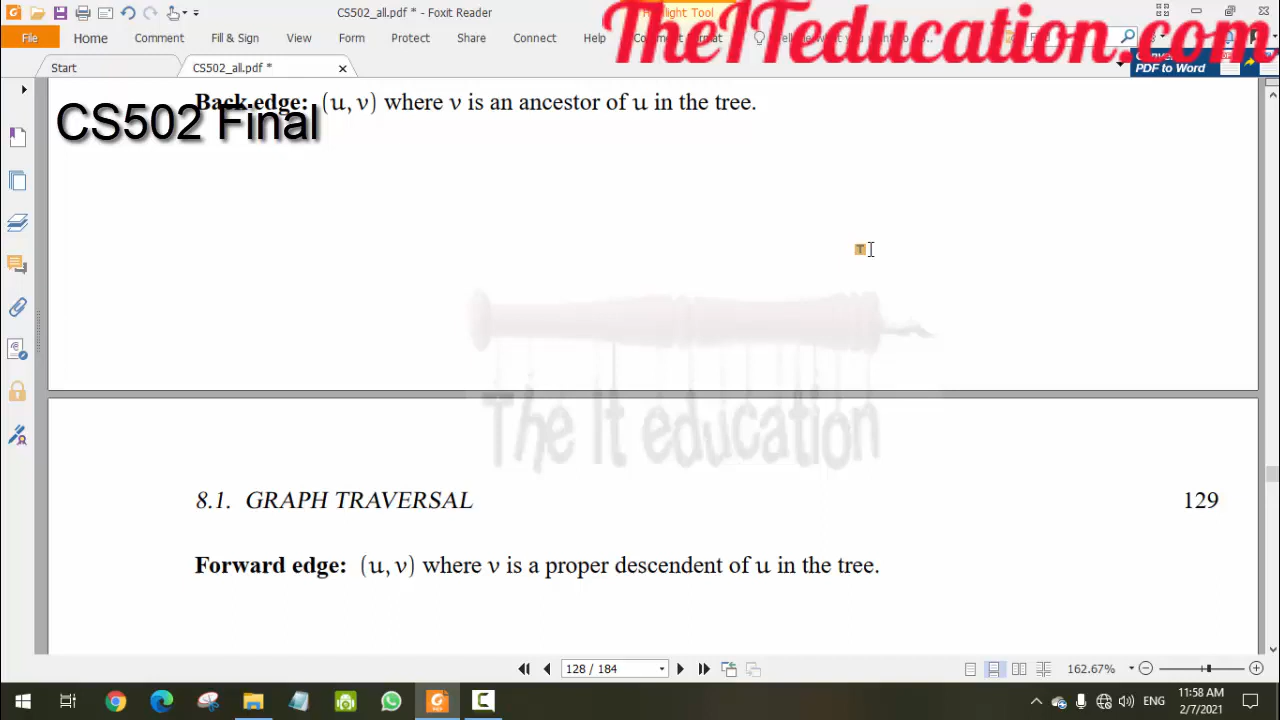 CS502_all.pdf * - Foxit Reader
TheITeducation.com
File Home Comment Fill & Sign View Form Protect Share Connect Help
Start CS502_all.pdf *
PDF to Word
Back edge: (u, v) where v is an ancestor of u in the tree.
CS502 Final
The It education
8.1. GRAPH TRAVERSAL 129
Forward edge: (u, v) where v is a proper descendent of u in the tree.
128 / 184 162.67%
ENG 11:58 AM
2/7/2021